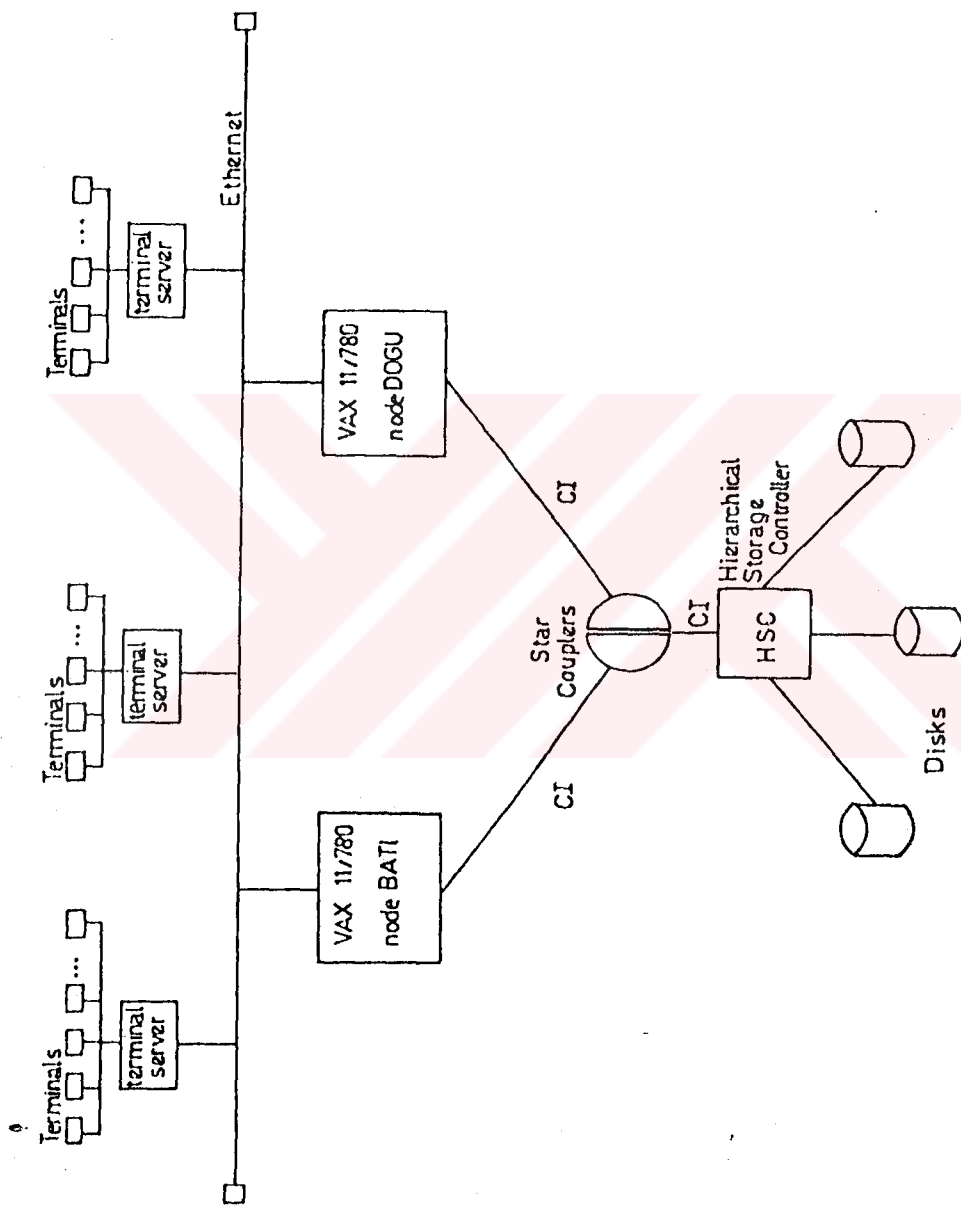 Terminals
...
terminal
server
Terminals
...
terminal
server
Terminals
...
terminal
server
Ethernet
VAX 11/780
node BATI
VAX 11/780
node DOGU
CI
CI
Star
Couplers
CI
Hierarchical
Storage
Controller
HSC
Disks